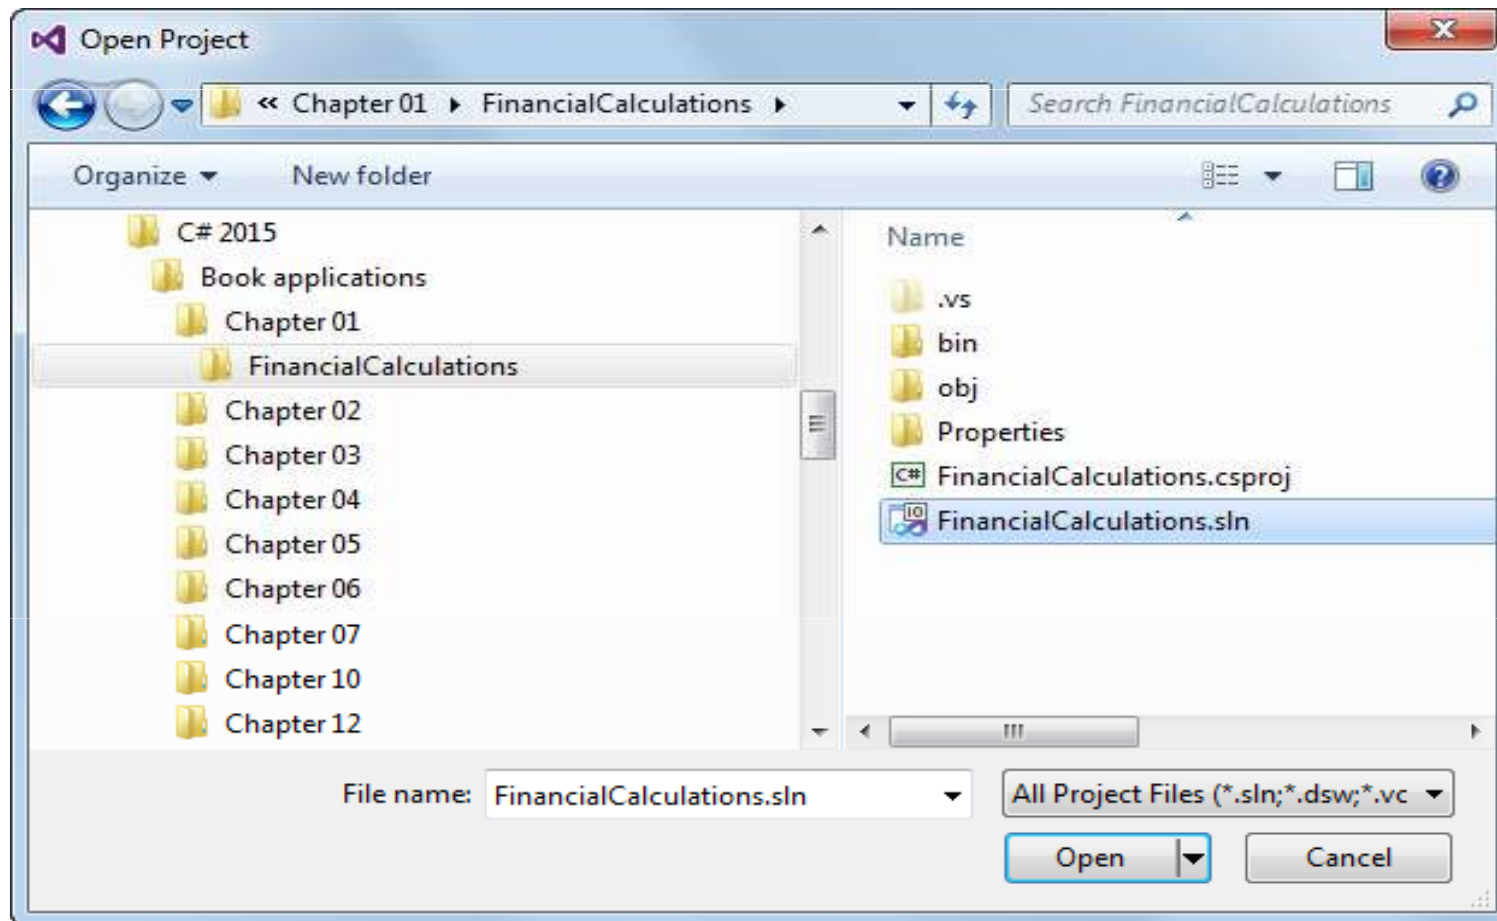 Open Project
« Chapter 01 FinancialCalculations
Search FinancialCalculations
Organize New folder
C# 2015
Book applications
Chapter 01
FinancialCalculations
Chapter 02
Chapter 03
Chapter 04
Chapter 05
Chapter 06
Chapter 07
Chapter 10
Chapter 12
Name
.vs
bin
obj
Properties
C# FinancialCalculations.csproj
10 FinancialCalculations.sln
File name: FinancialCalculations.sln
All Project Files (*.sln;*.dsw;*.vc
Open
Cancel